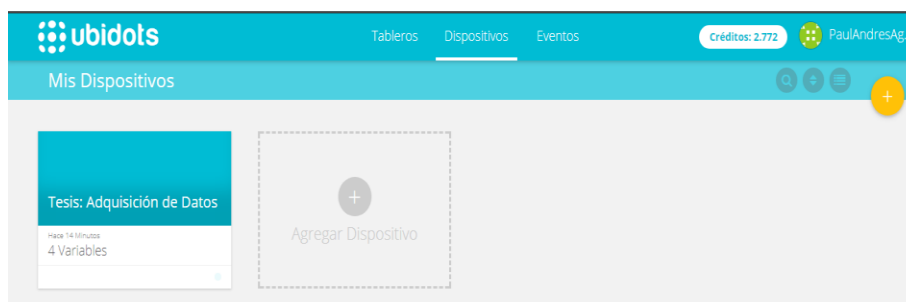 ubidots
Tableros Dispositivos Eventos Créditos: 2.772 PaulAndresAg.
Mis Dispositivos
Tesis: Adquisición de Datos
Hace 14 Minutos
4 Variables
Agregar Dispositivo